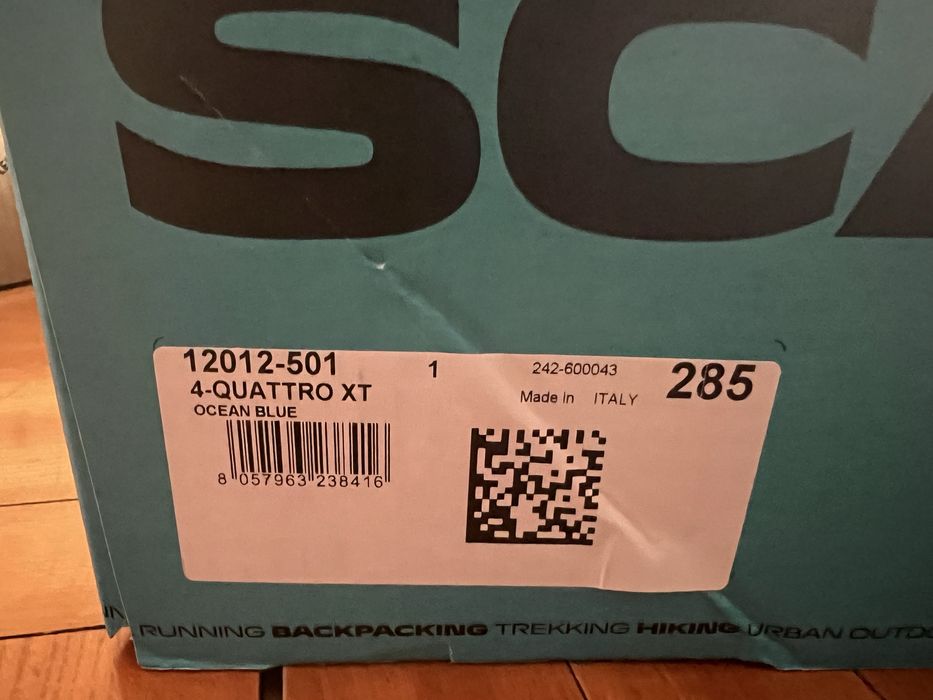 SCA
12012-501 1 242-600043 285
4-QUATTRO XT Made in ITALY
OCEAN BLUE
8 057963 238416
RUNNING BACKPACKING TREKKING HIKING URBAN OUTDO